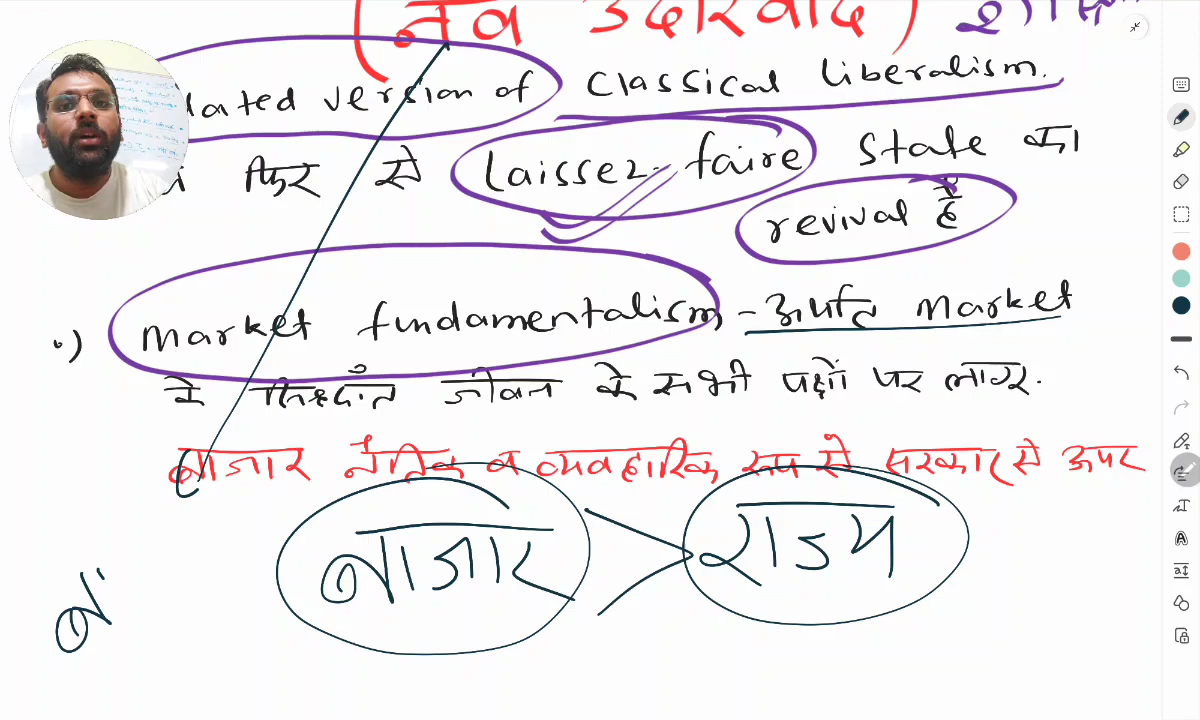 (नव उदारवाद)
lated version of classical liberalism.
फिर से laissez-faire state का
revival है
•) market fundamentalism - अर्थात market
के सिद्धांत जीवन के सभी पक्षों पर लागू.
बाजार नैतिक व व्यवहारिक रूप से सरकार से ऊपर
बाजार > राज्य